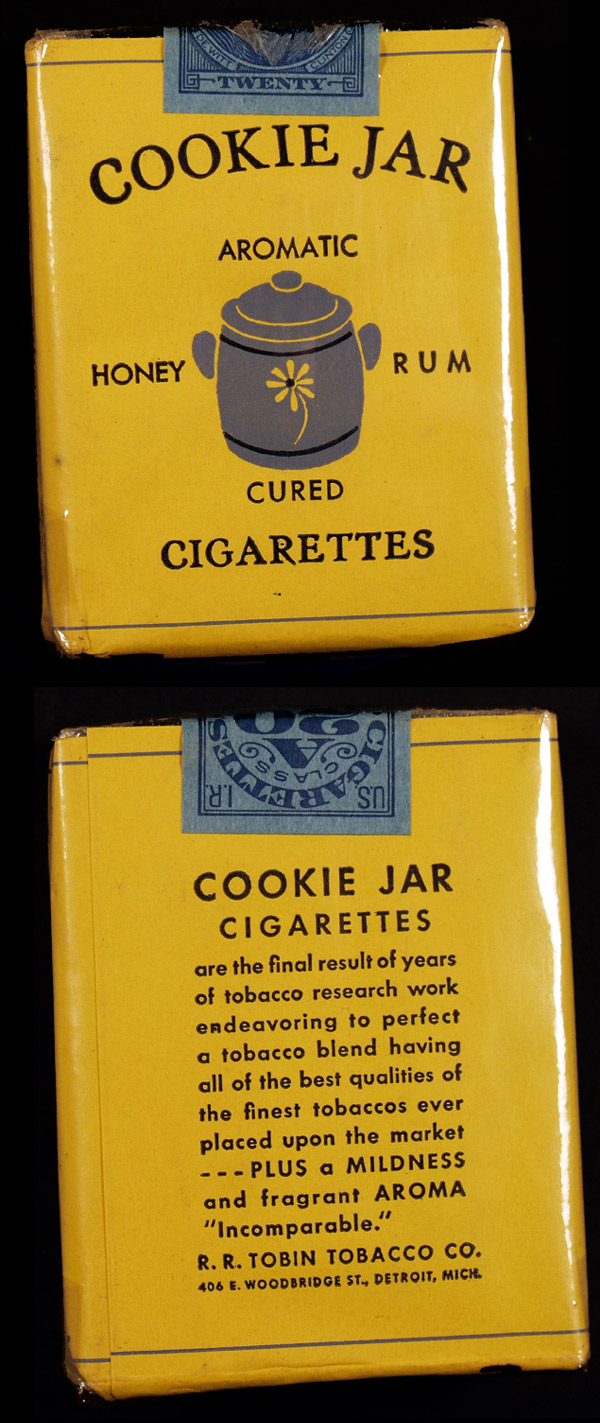 DE WITT CLINTON
TWENTY
COOKIE JAR
AROMATIC
HONEY RUM
CURED
CIGARETTES
CIGARETTES
20
A
CLASS
U.S. I.R.
COOKIE JAR
CIGARETTES
are the final result of years
of tobacco research work
endeavoring to perfect
a tobacco blend having
all of the best qualities of
the finest tobaccos ever
placed upon the market
---PLUS a MILDNESS
and fragrant AROMA
"Incomparable."
R. R. TOBIN TOBACCO CO.
406 E. WOODBRIDGE ST., DETROIT, MICH.